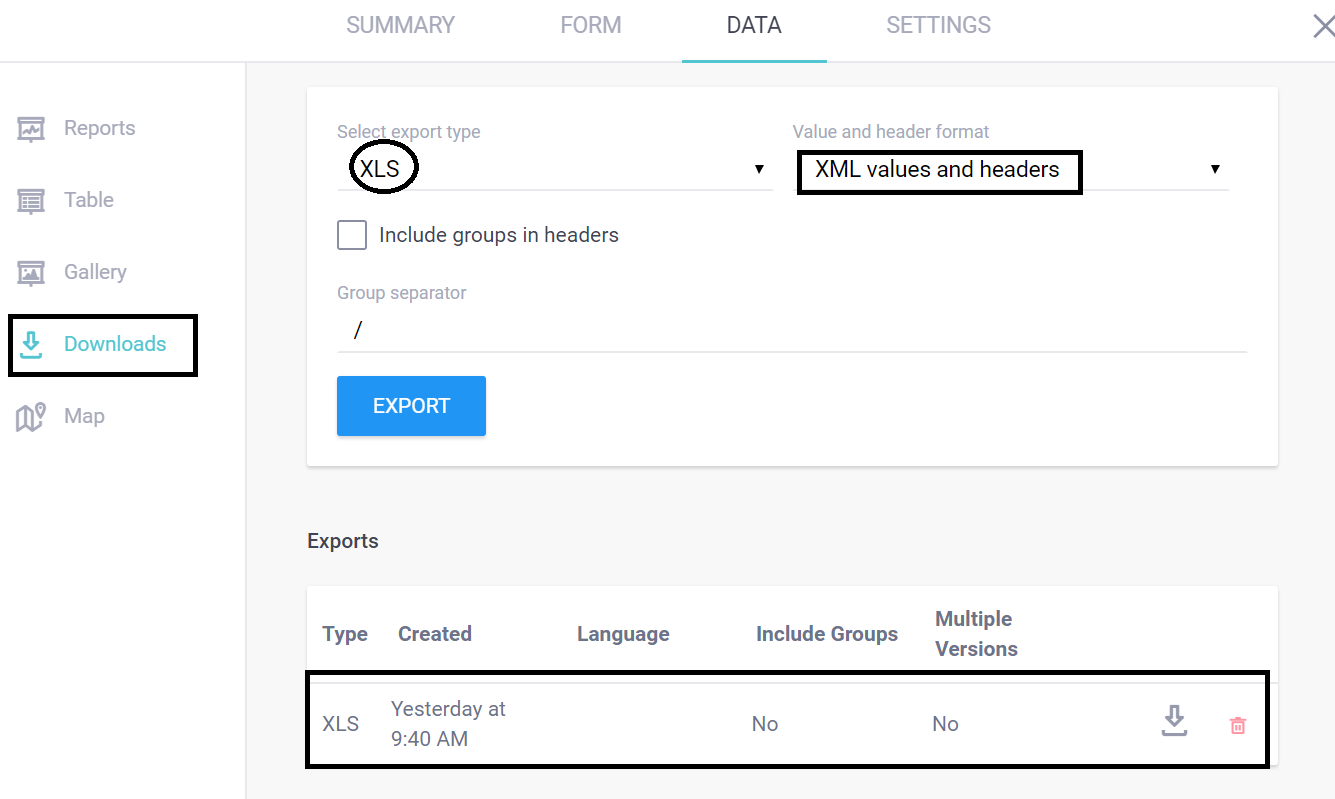 SUMMARY FORM DATA SETTINGS
Reports
Table
Gallery
Downloads
Map
Select export type
XLS
Value and header format
XML values and headers
Include groups in headers
Group separator
/
EXPORT
Exports
Type Created Language Include Groups Multiple
Versions
XLS Yesterday at
9:40 AM No No